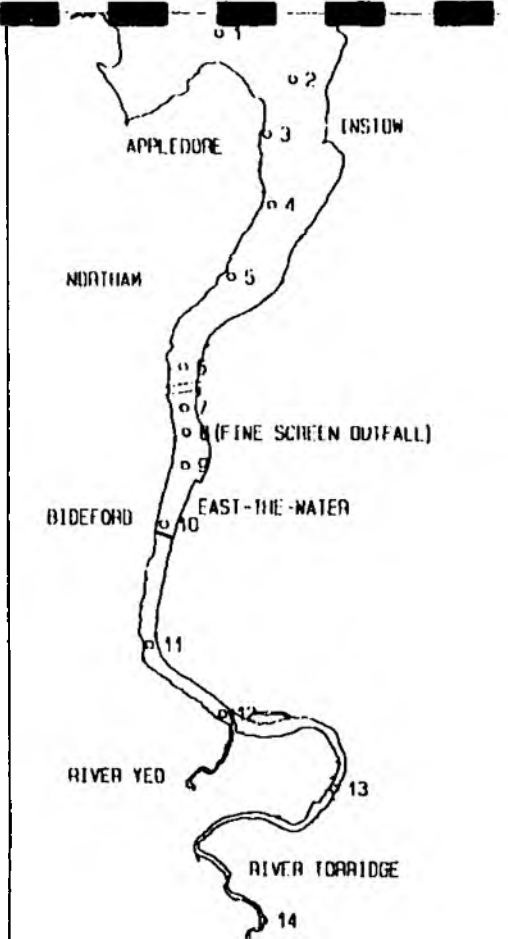 1
2
INSTOW
3
APPLEDORE
4
NORTHAM
5
6
7
8 (FINE SCREEN OUTFALL)
9
EAST-THE-WATER
BIDEFORD
10
11
12
RIVER YEO
13
RIVER TORRIDGE
14